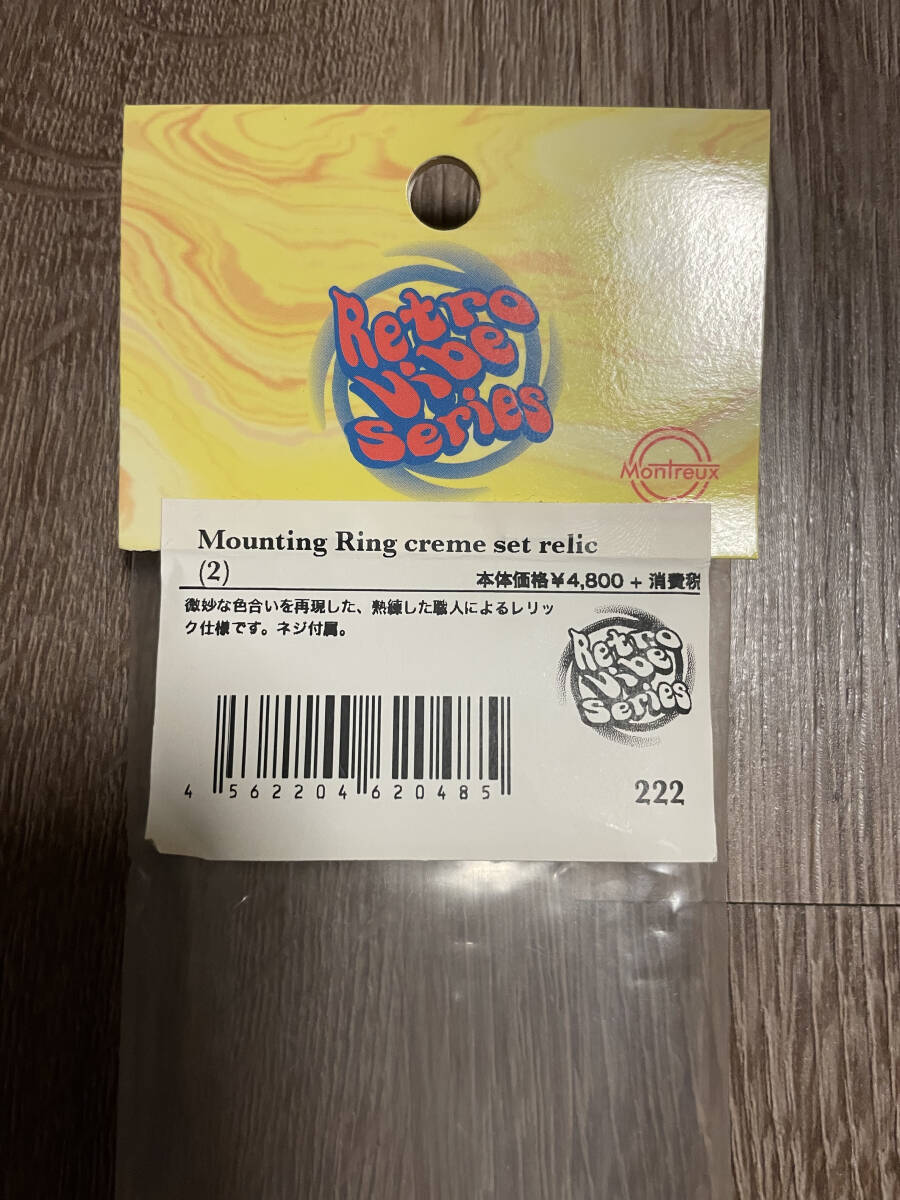 Retro
Vibe
Series
Montreux
Mounting Ring creme set relic
(2)
本体価格¥4,800 + 消費税
微妙な色合いを再現した、熟練した職人によるレリッ
ク仕様です。ネジ付属。
Retro
Vibe
Series
4 562204 620485
222